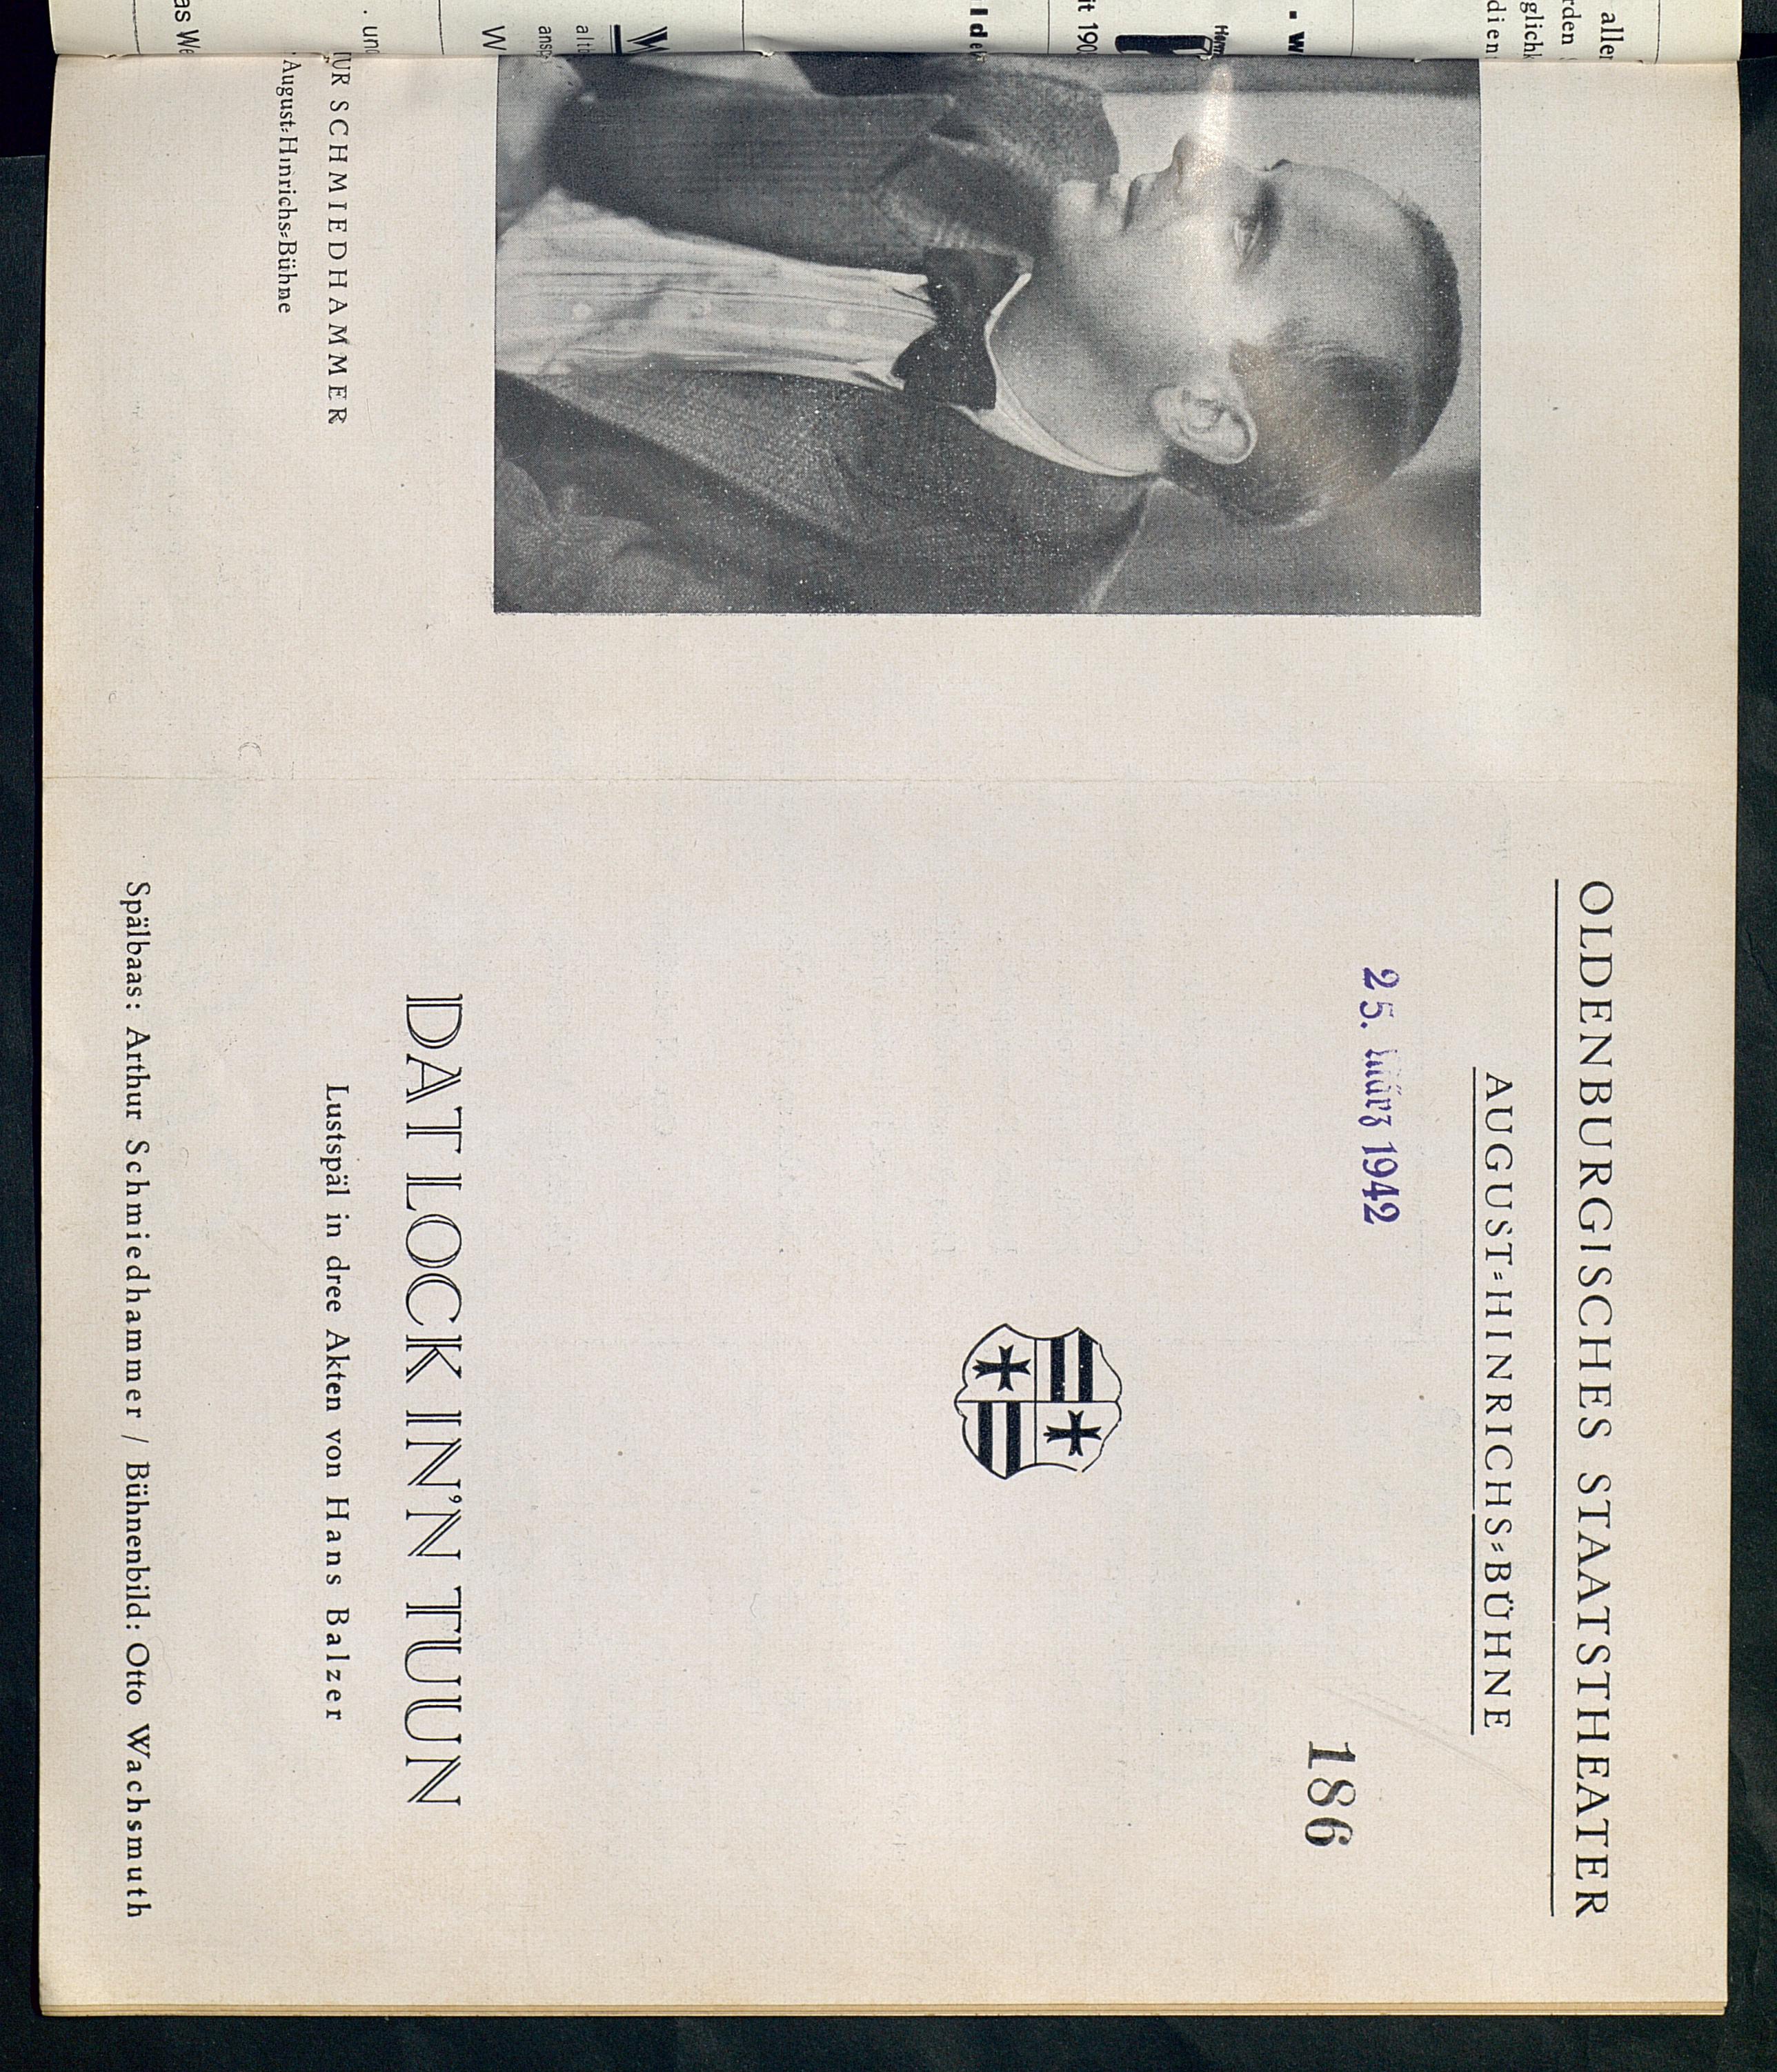 UR SCHMIEDHAMMER
August=Hinrichs=Bühne
OLDENBURGISCHES STAATSTHEATER
AUGUST=HINRICHS=BÜHNE
25. März 1942
186
DAT LOCK IN'N TUUN
Lustspäl in dree Akten von Hans Balzer
Spälbaas: Arthur Schmiedhammer / Bühnenbild: Otto Wachsmuth